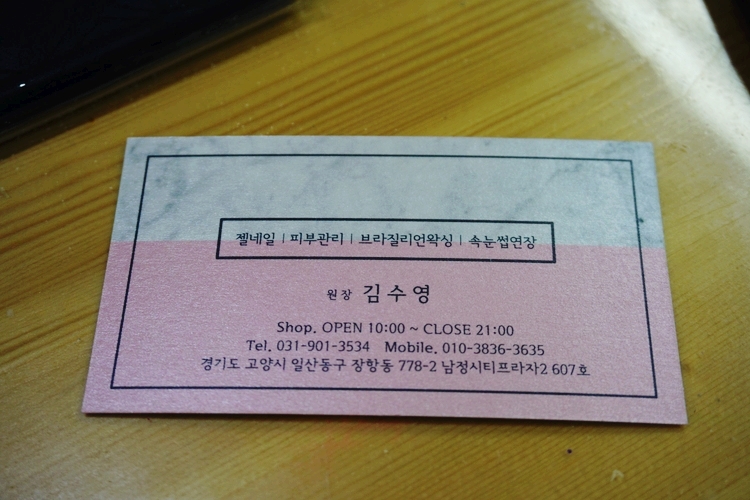 젤네일 | 피부관리 | 브라질리언왁싱 | 속눈썹연장
원장 김수영
Shop. OPEN 10:00 ~ CLOSE 21:00
Tel. 031-901-3534 Mobile. 010-3836-3635
경기도 고양시 일산동구 장항동 778-2 남정시티프라자2 607호